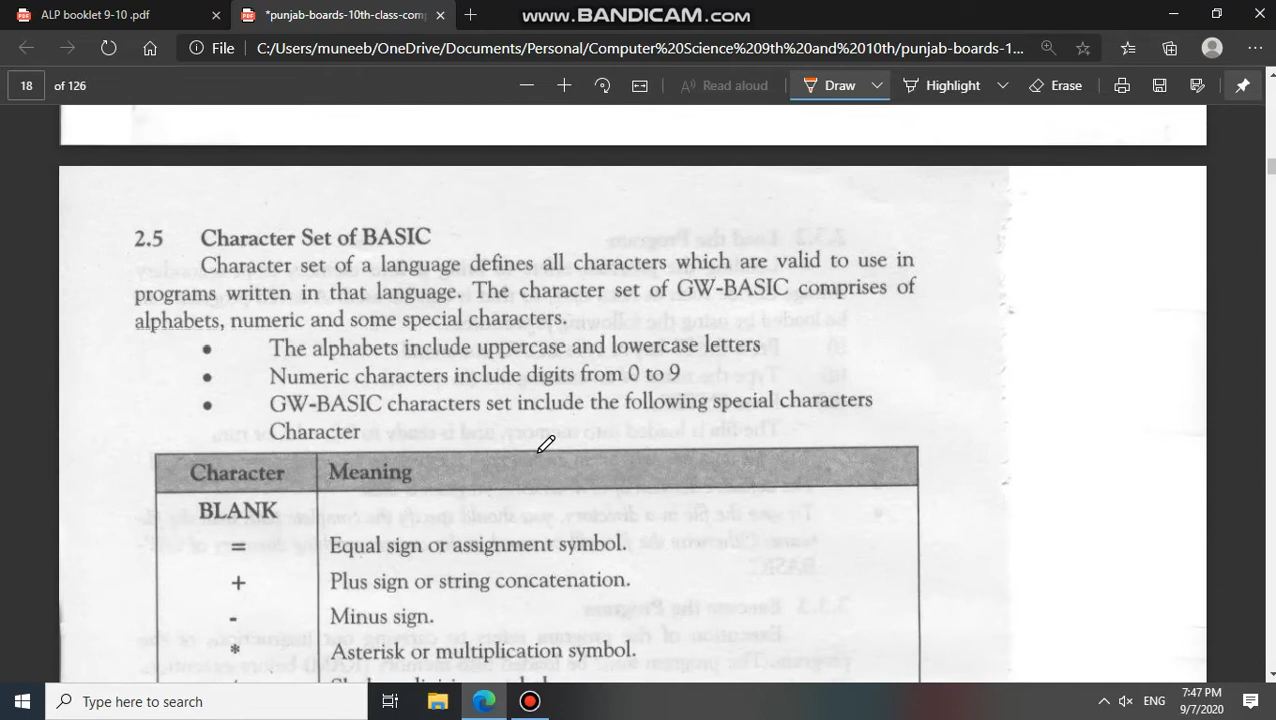 ALP booklet 9-10 .pdf
*punjab-boards-10th-class-com
www.BANDICAM.com
File
C:/Users/muneeb/OneDrive/Documents/Personal/Computer%20Science%209th%20and%2010th/punjab-boards-1...
18 of 126
Read aloud
Draw
Highlight
Erase
2.5 Character Set of BASIC
Character set of a language defines all characters which are valid to use in
programs written in that language. The character set of GW-BASIC comprises of
alphabets, numeric and some special characters.
• The alphabets include uppercase and lowercase letters
• Numeric characters include digits from 0 to 9
• GW-BASIC characters set include the following special characters
Character
Character Meaning
BLANK
= Equal sign or assignment symbol.
+ Plus sign or string concatenation.
- Minus sign.
* Asterisk or multiplication symbol.
Type here to search
ENG
7:47 PM
9/7/2020